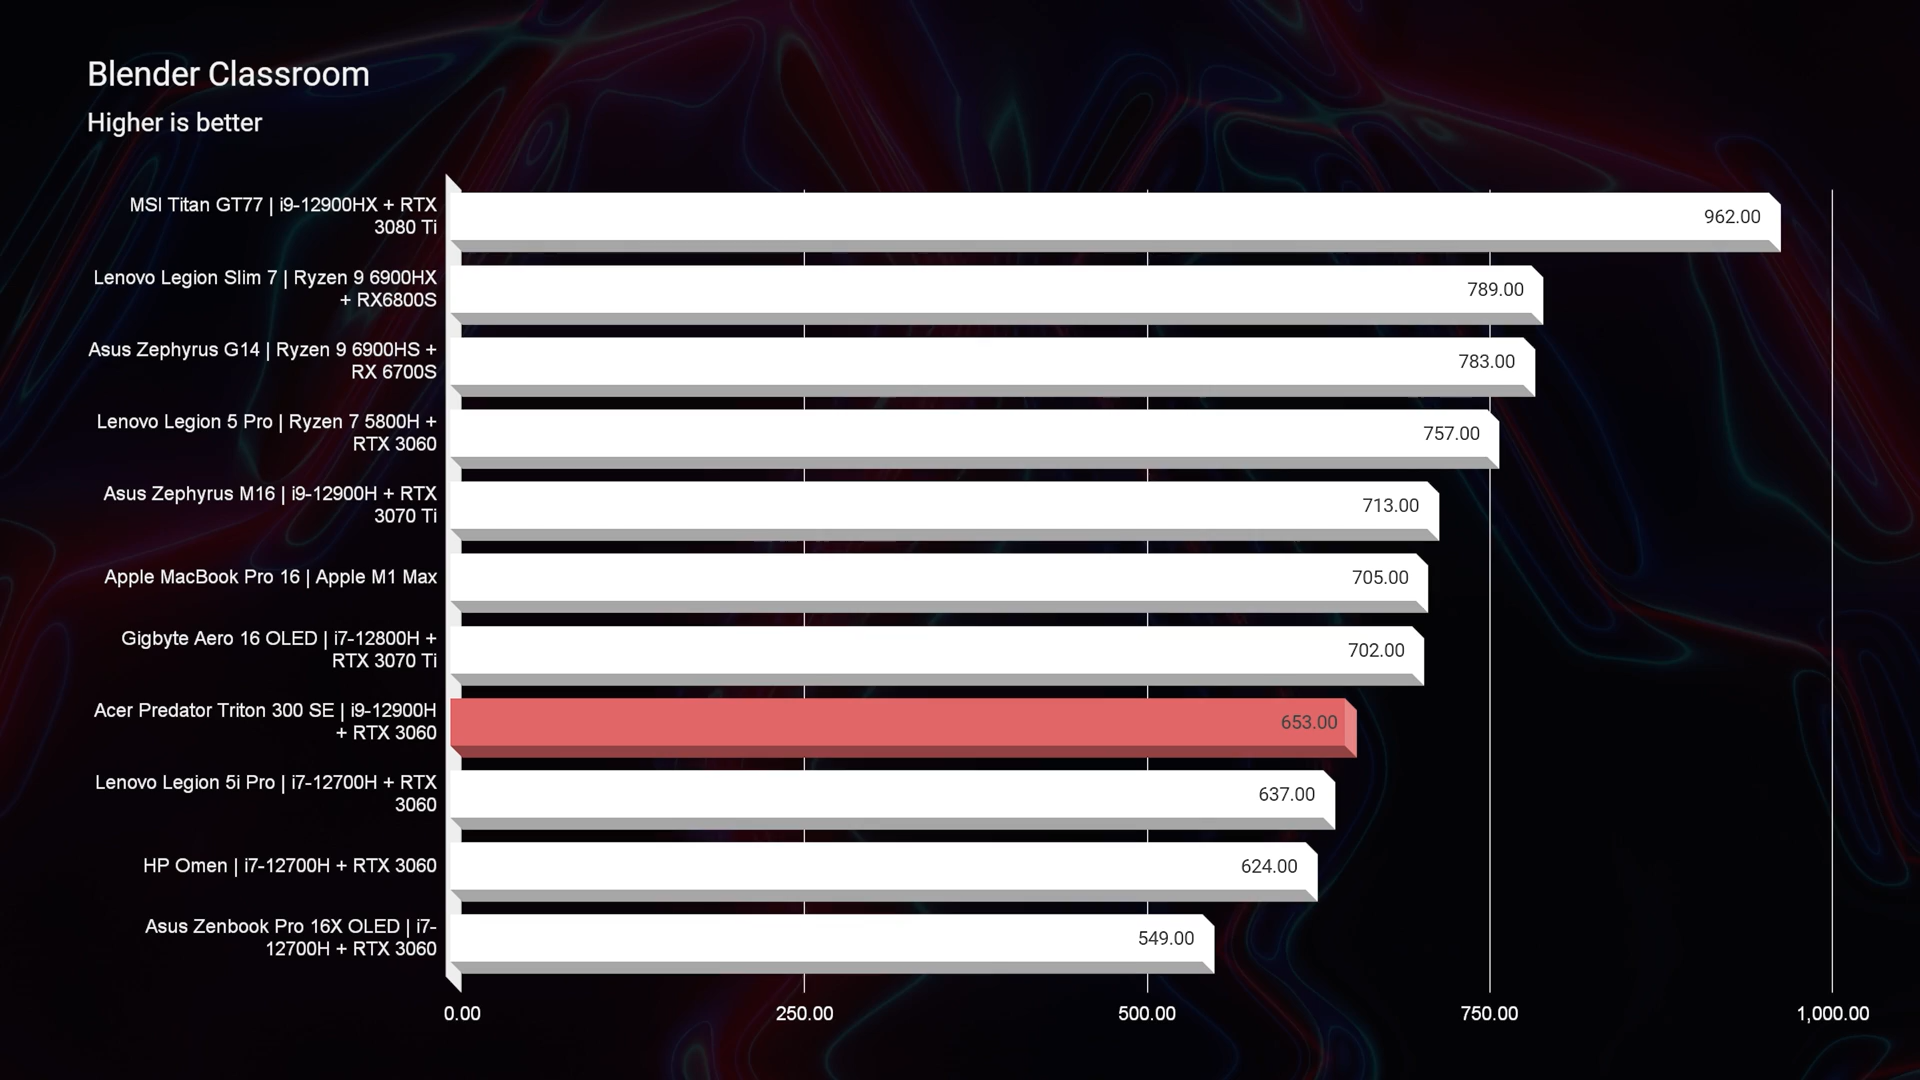 Blender Classroom
Higher is better
MSI Titan GT77 | i9-12900HX + RTX
3080 Ti
962.00
Lenovo Legion Slim 7 | Ryzen 9 6900HX
+ RX6800S
789.00
Asus Zephyrus G14 | Ryzen 9 6900HS +
RX 6700S
783.00
Lenovo Legion 5 Pro | Ryzen 7 5800H +
RTX 3060
757.00
Asus Zephyrus M16 | i9-12900H + RTX
3070 Ti
713.00
Apple MacBook Pro 16 | Apple M1 Max
705.00
Gigbyte Aero 16 OLED | i7-12800H +
RTX 3070 Ti
702.00
Acer Predator Triton 300 SE | i9-12900H
+ RTX 3060
653.00
Lenovo Legion 5i Pro | i7-12700H + RTX
3060
637.00
HP Omen | i7-12700H + RTX 3060
624.00
Asus Zenbook Pro 16X OLED | i7-
12700H + RTX 3060
549.00
0.00
250.00
500.00
750.00
1,000.00